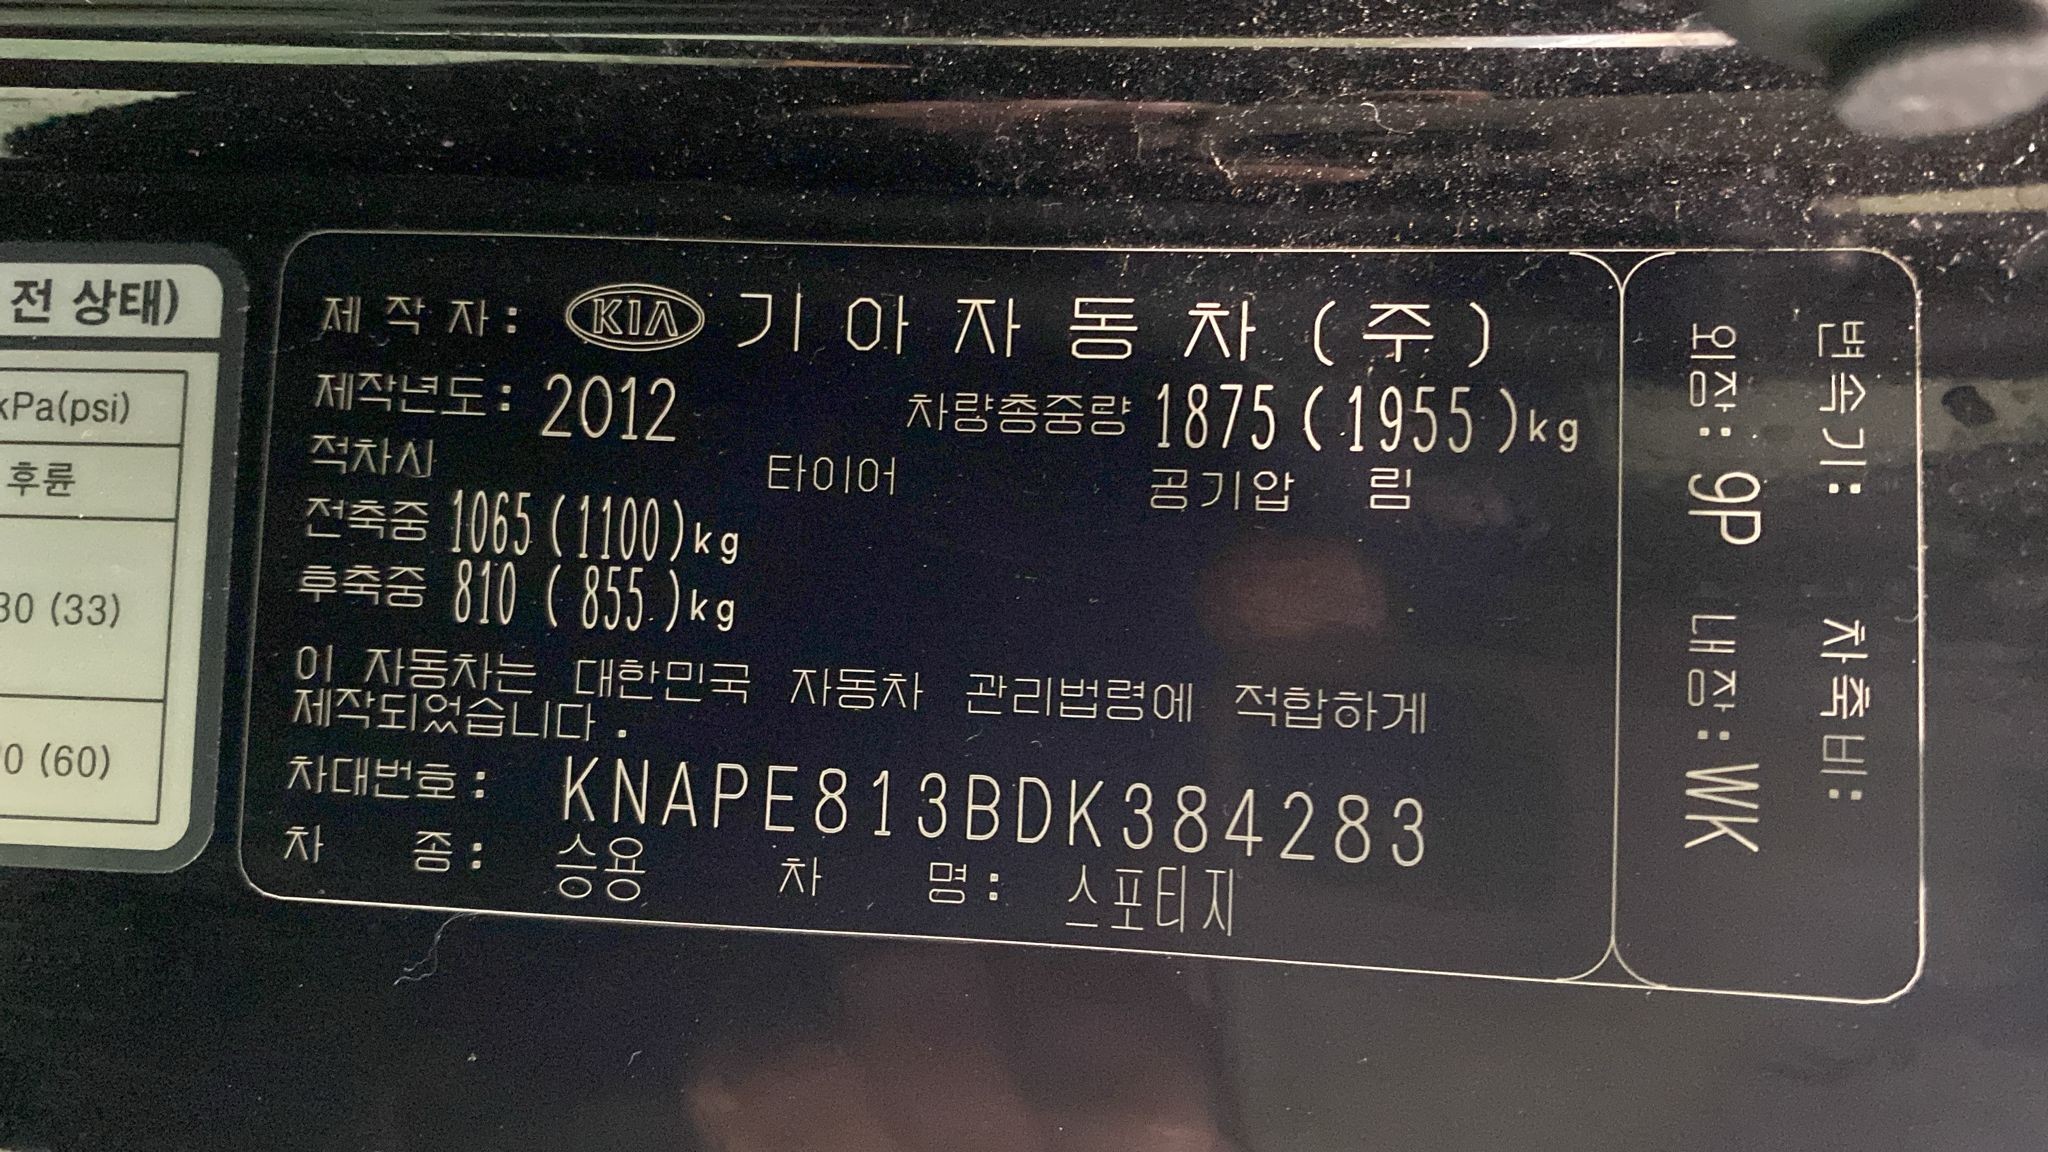 전 상태)
kPa(psi)
후륜
30 (33)
0 (60)
제 작 자 : KIA 기 아 자 동 차 ( 주 )
제작년도 : 2012 차량총중량 1875 ( 1955 )kg
적차시 타이어 공기압 림
전축중 1065 (1100)kg
후축중 810 ( 855 )kg
이 자동차는 대한민국 자동차 관리법령에 적합하게
제작되었습니다 .
차대번호 : KNAPE813BDK384283
차 종 : 승용 차 명 : 스포티지
변속기: 차축비:
외장: 9P 내장: WK